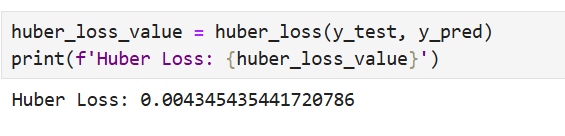 huber_loss_value = huber_loss(y_test, y_pred)
print(f'Huber Loss: {huber_loss_value}')
Huber Loss: 0.004345435441720786